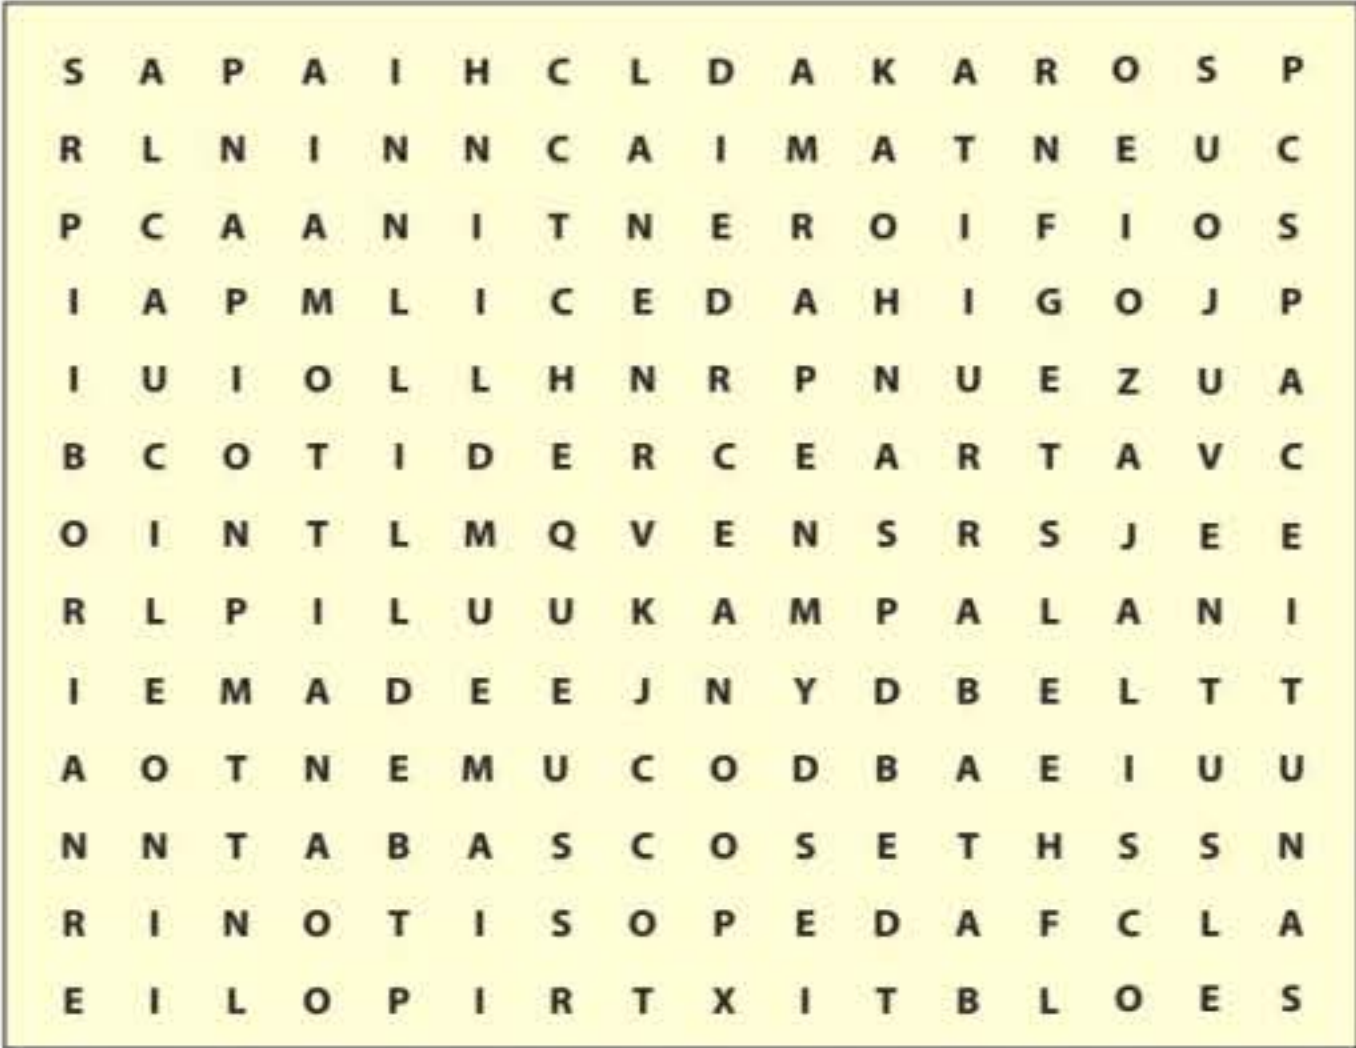 S A P A I H C L D A K A R O S P
R L N I N N C A I M A T N E U C
P C A A N I T N E R O I F I O S
I A P M L I C E D A H I G O J P
I U I O L L H N R P N U E Z U A
B C O T I D E R C E A R T A V C
O I N T L M Q V E N S R S J E E
R L P I L U U K A M P A L A N I
I E M A D E E J N Y D B E L T T
A O T N E M U C O D B A E I U U
N N T A B A S C O S E T H S S N
R I N O T I S O P E D A F C L A
E I L O P I R T X I T B L O E S